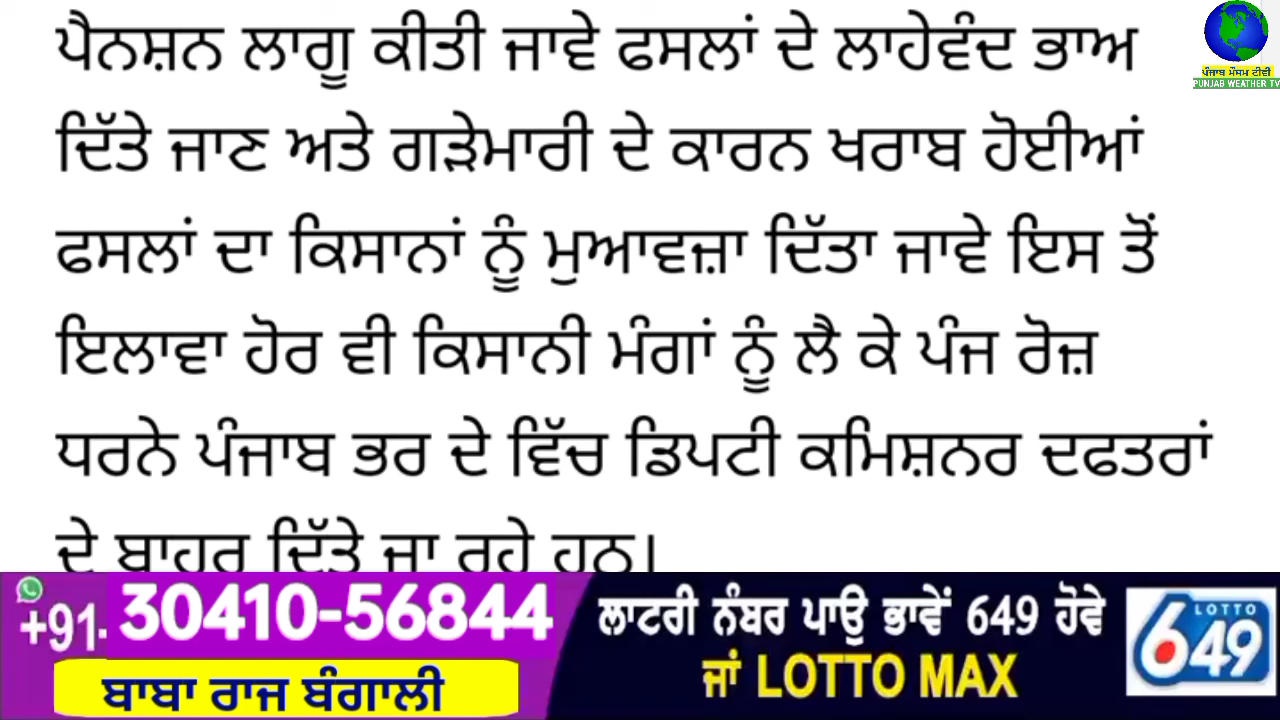 ਪੈਨਸ਼ਨ ਲਾਗੂ ਕੀਤੀ ਜਾਵੇ ਫਸਲਾਂ ਦੇ ਲਾਹੇਵੰਦ ਭਾਅ
ਦਿੱਤੇ ਜਾਣ ਅਤੇ ਗੜੇਮਾਰੀ ਦੇ ਕਾਰਨ ਖਰਾਬ ਹੋਈਆਂ
ਫਸਲਾਂ ਦਾ ਕਿਸਾਨਾਂ ਨੂੰ ਮੁਆਵਜ਼ਾ ਦਿੱਤਾ ਜਾਵੇ ਇਸ ਤੋਂ
ਇਲਾਵਾ ਹੋਰ ਵੀ ਕਿਸਾਨੀ ਮੰਗਾਂ ਨੂੰ ਲੈ ਕੇ ਪੰਜ ਰੋਜ਼
ਧਰਨੇ ਪੰਜਾਬ ਭਰ ਦੇ ਵਿੱਚ ਡਿਪਟੀ ਕਮਿਸ਼ਨਰ ਦਫਤਰਾਂ
ਦੇ ਬਾਹਰ ਦਿੱਤੇ ਜਾ ਰਹੇ ਹਨ।
ਪੰਜਾਬ ਮੌਸਮ ਟੀਵੀ
PUNJAB WEATHER TV
+91-30410-56844
ਬਾਬਾ ਰਾਜ ਬੰਗਾਲੀ
ਲਾਟਰੀ ਨੰਬਰ ਪਾਉ ਭਾਵੇਂ 649 ਹੋਵੇ
ਜਾਂ LOTTO MAX
LOTTO
649